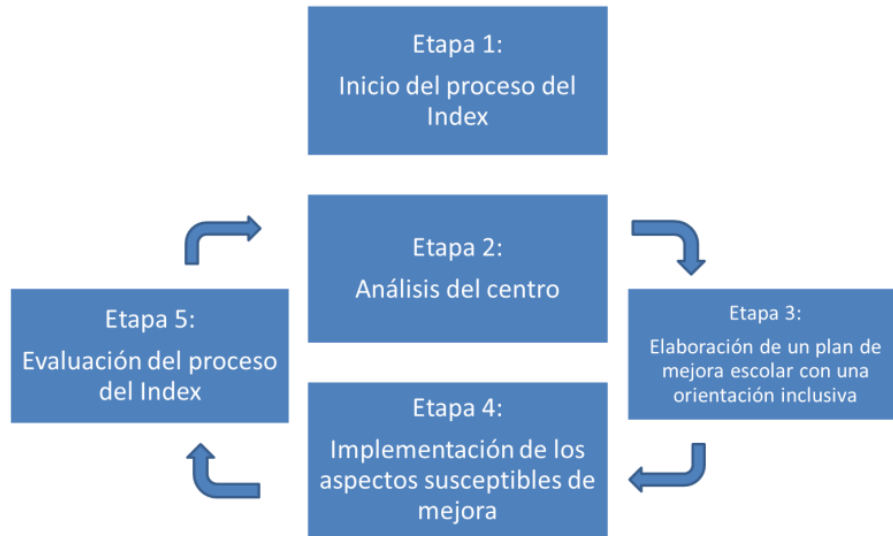 Etapa 1:
Inicio del proceso del
Index
Etapa 2:
Análisis del centro
Etapa 3:
Elaboración de un plan de
mejora escolar con una
orientación inclusiva
Etapa 4:
Implementación de los
aspectos susceptibles de
mejora
Etapa 5:
Evaluación del proceso
del Index